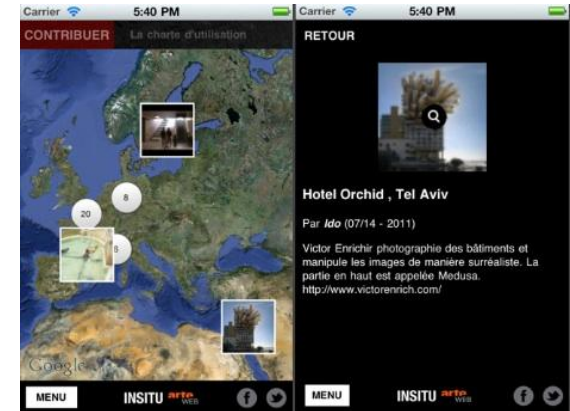 Carrier 5:40 PM
CONTRIBUER La charte d'utilisation
8
20
5
Google
MENU INSITU arte WEB f
Carrier 5:40 PM
RETOUR
Hotel Orchid , Tel Aviv
Par Ido (07/14 - 2011)
Victor Enrichir photographie des bâtiments et
manipule les images de manière surréaliste. La
partie en haut est appelée Medusa.
http://www.victorenrich.com/
MENU INSITU arte WEB f